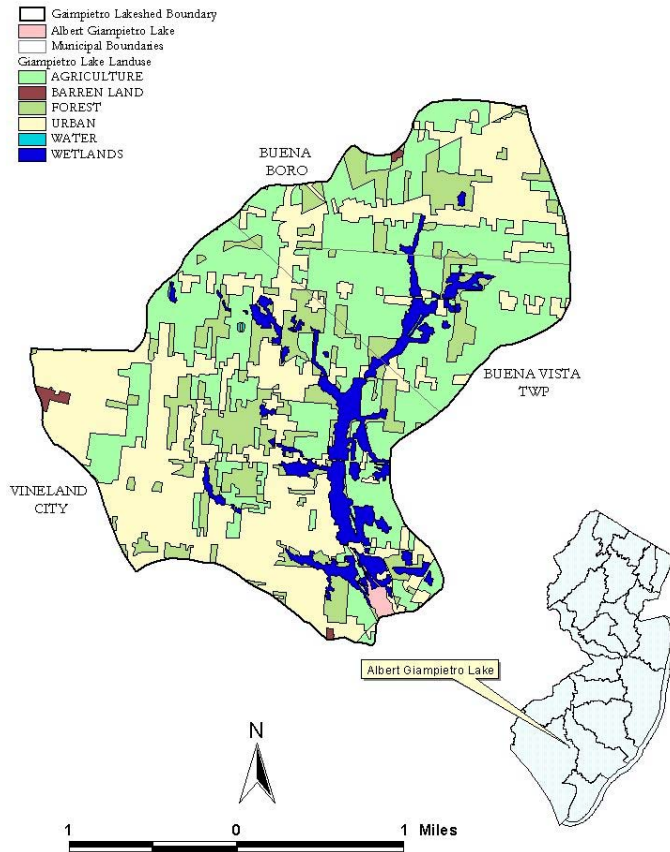 Gaimpietro Lakeshed Boundary
Albert Giampietro Lake
Municipal Boundaries
Giampietro Lake Landuse
AGRICULTURE
BARREN LAND
FOREST
URBAN
WATER
WETLANDS
BUENA
BORO
BUENA VISTA
TWP
VINELAND
CITY
Albert Giampietro Lake
N
1 0 1 Miles